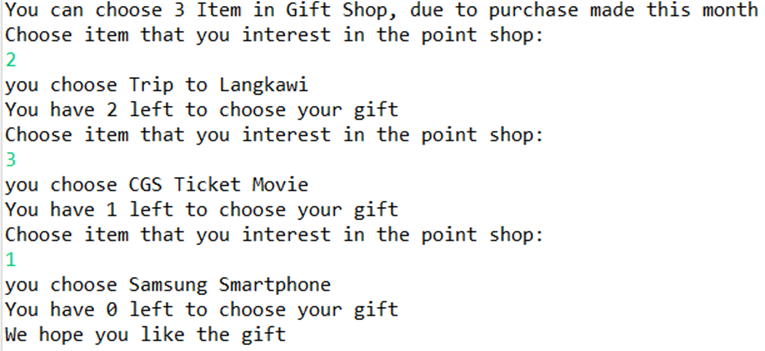 You can choose 3 Item in Gift Shop, due to purchase made this month
Choose item that you interest in the point shop:
2
you choose Trip to Langkawi
You have 2 left to choose your gift
Choose item that you interest in the point shop:
3
you choose CGS Ticket Movie
You have 1 left to choose your gift
Choose item that you interest in the point shop:
1
you choose Samsung Smartphone
You have 0 left to choose your gift
We hope you like the gift